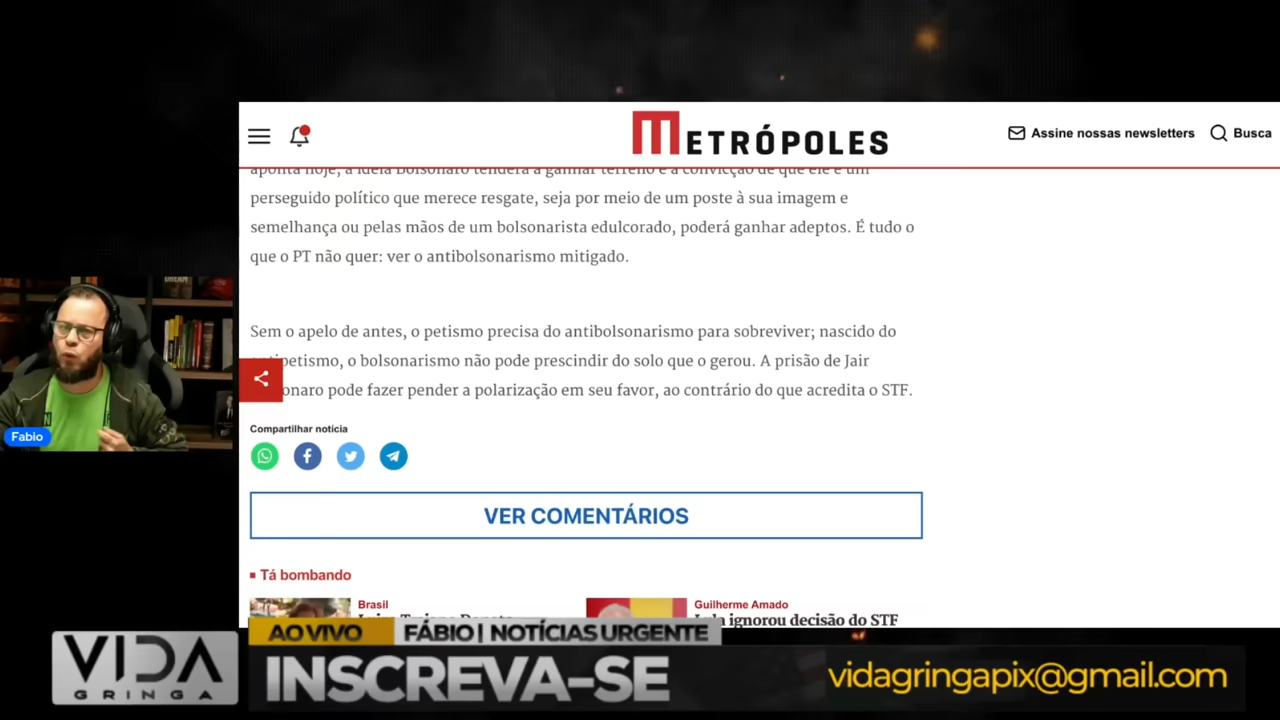 METRÓPOLES
Assine nossas newsletters
Busca
aponta hoje, a ideia Bolsonaro tenderá a ganhar terreno e a convicção de que ele é um
perseguido político que merece resgate, seja por meio de um poste à sua imagem e
semelhança ou pelas mãos de um bolsonarista edulcorado, poderá ganhar adeptos. É tudo o
que o PT não quer: ver o antibolsonarismo mitigado.
Sem o apelo de antes, o petismo precisa do antibolsonarismo para sobreviver; nascido do
petismo, o bolsonarismo não pode prescindir do solo que o gerou. A prisão de Jair
onaro pode fazer pender a polarização em seu favor, ao contrário do que acredita o STF.
Compartilhar notícia
VER COMENTÁRIOS
Tá bombando
Brasil
Guilherme Amado
ignorou decisão do STF
Fabio
AO VIVO
FÁBIO | NOTÍCIAS URGENTE
VIDA
GRINGA
INSCREVA-SE
vidagringapix@gmail.com